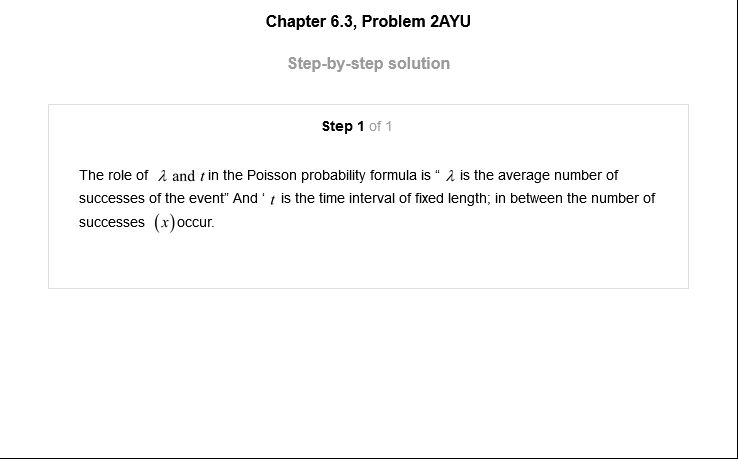 Chapter 6.3, Problem 2AYU
Step-by-step solution
Step 1 of 1
The role of λ and t in the Poisson probability formula is “ λ is the average number of
successes of the event” And ‘ t is the time interval of fixed length; in between the number of
successes (x)occur.